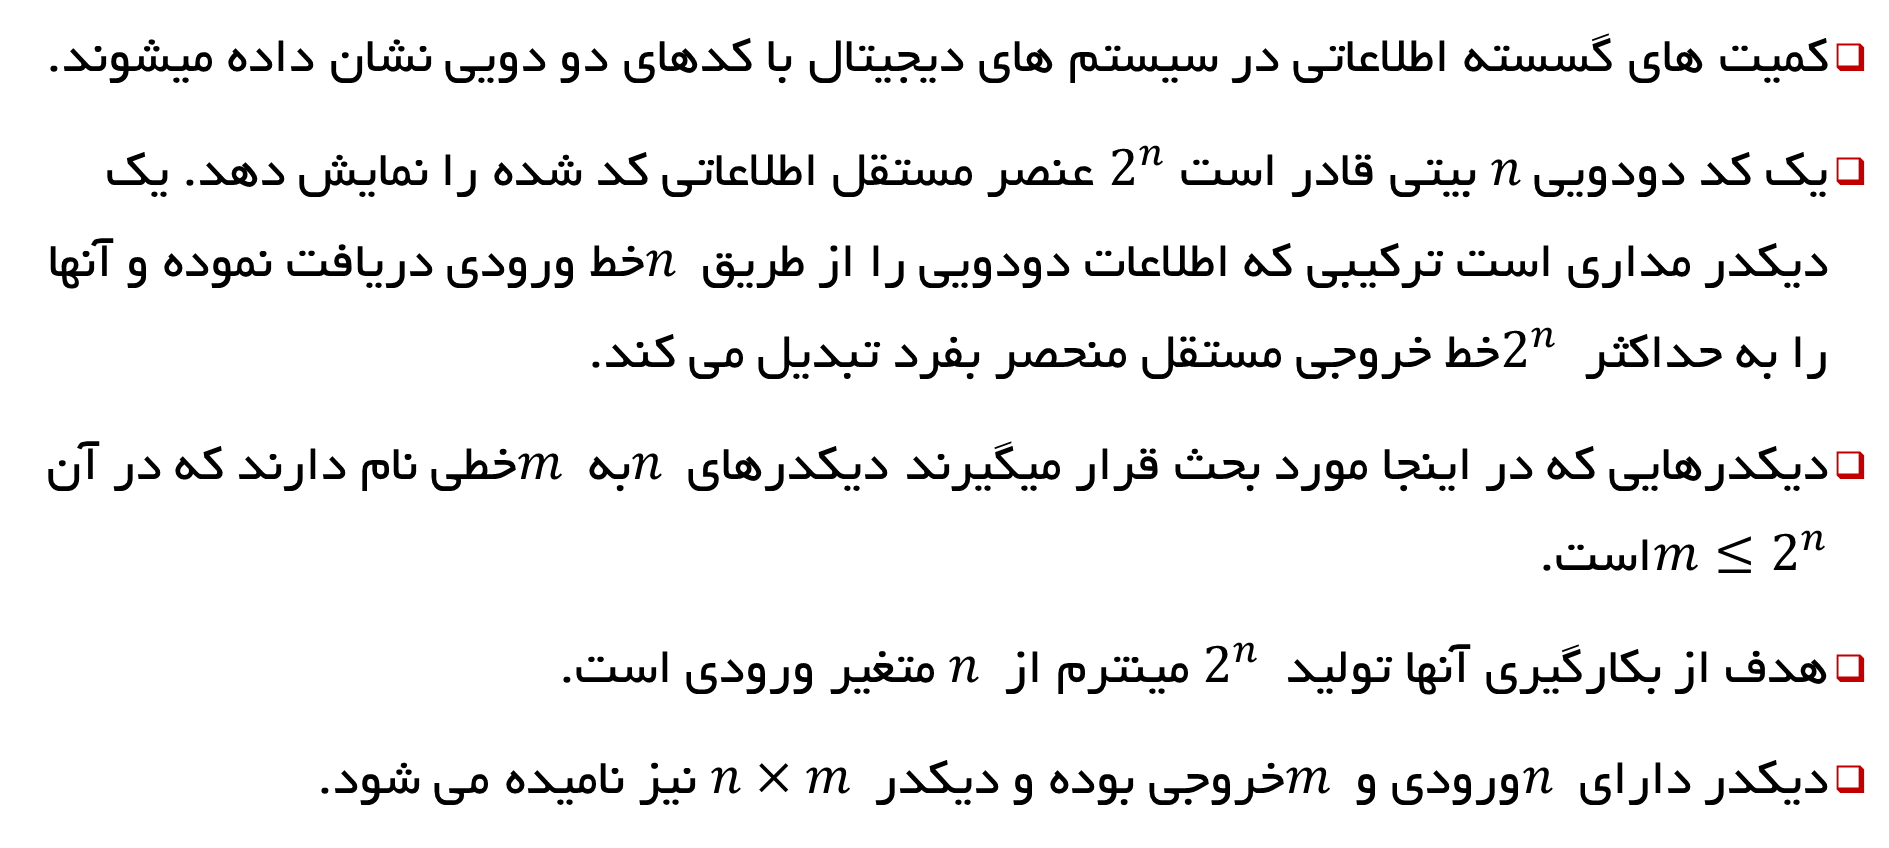 ❑کمیت های گسسته اطلاعاتی در سیستم های دیجیتال با کدهای دو دویی نشان داده میشوند.
❑یک کد دودویی n بیتی قادر است 2ⁿ عنصر مستقل اطلاعاتی کد شده را نمایش دهد. یک
دیکدر مداری است ترکیبی که اطلاعات دودویی را از طریق nخط ورودی دریافت نموده و آنها
را به حداکثر 2ⁿخط خروجی مستقل منحصر بفرد تبدیل می کند.
❑دیکدرهایی که در اینجا مورد بحث قرار میگیرند دیکدرهای nبه mخطی نام دارند که در آن
m ≤ 2ⁿاست.
❑هدف از بکارگیری آنها تولید 2ⁿ مینترم از n متغیر ورودی است.
❑دیکدر دارای nورودی و mخروجی بوده و دیکدر n × m نیز نامیده می شود.